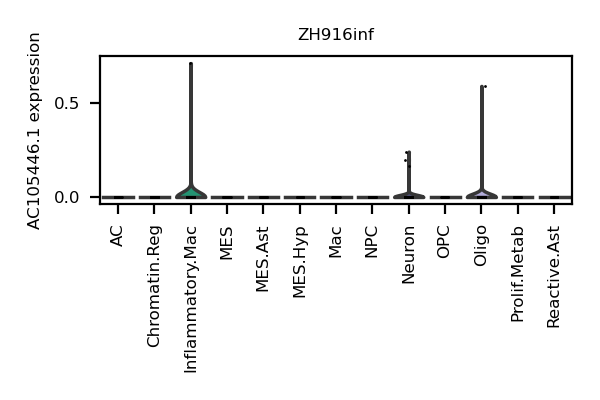 ZH916inf
AC105446.1 expression
0.5
0.0
AC
Chromatin.Reg
Inflammatory.Mac
MES
MES.Ast
MES.Hyp
Mac
NPC
Neuron
OPC
Oligo
Prolif.Metab
Reactive.Ast